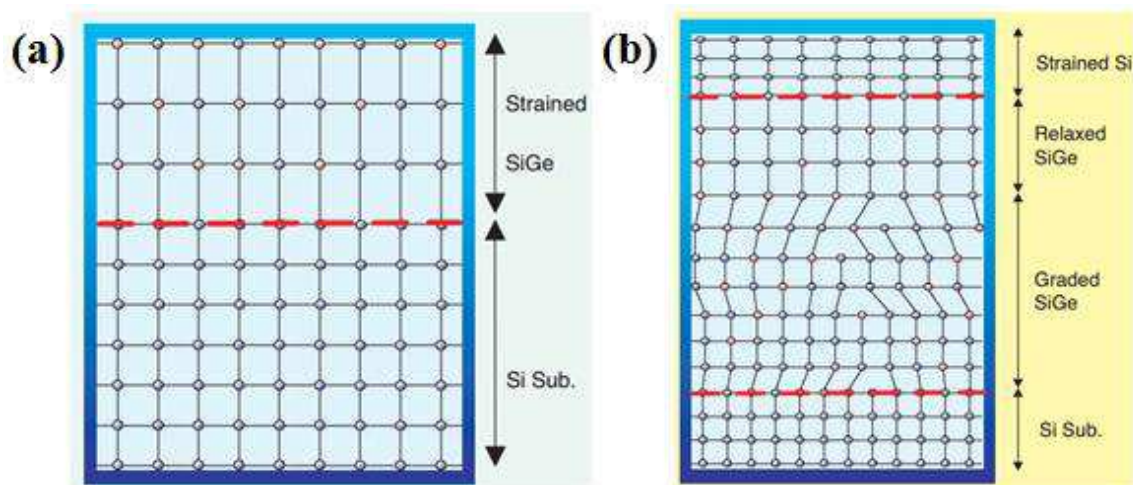 (a)
Strained
SiGe
Si Sub.
(b)
Strained Si
Relaxed
SiGe
Graded
SiGe
Si Sub.